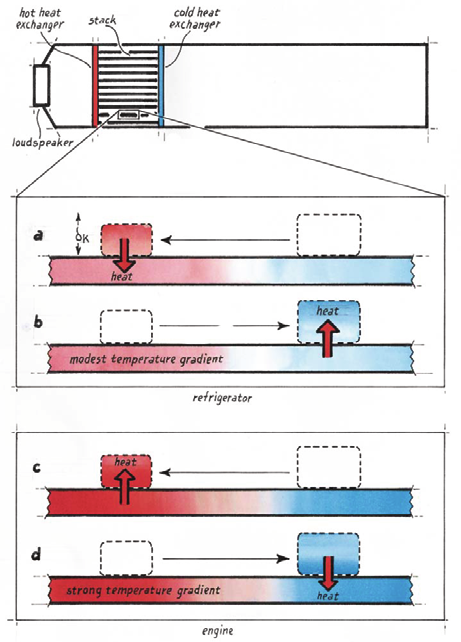 hot heat
exchanger
stack
cold heat
exchanger
loudspeaker
a
δκ
heat
b
heat
modest temperature gradient
refrigerator
c
heat
d
strong temperature gradient
heat
engine